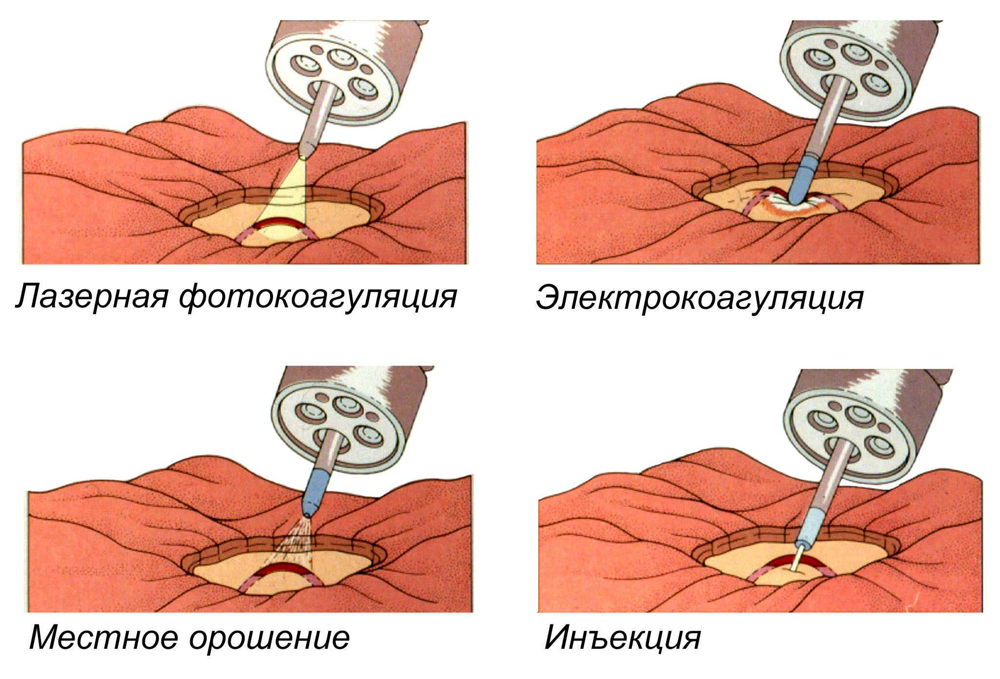 Лазерная фотокоагуляция
Электрокоагуляция
Местное орошение
Инъекция